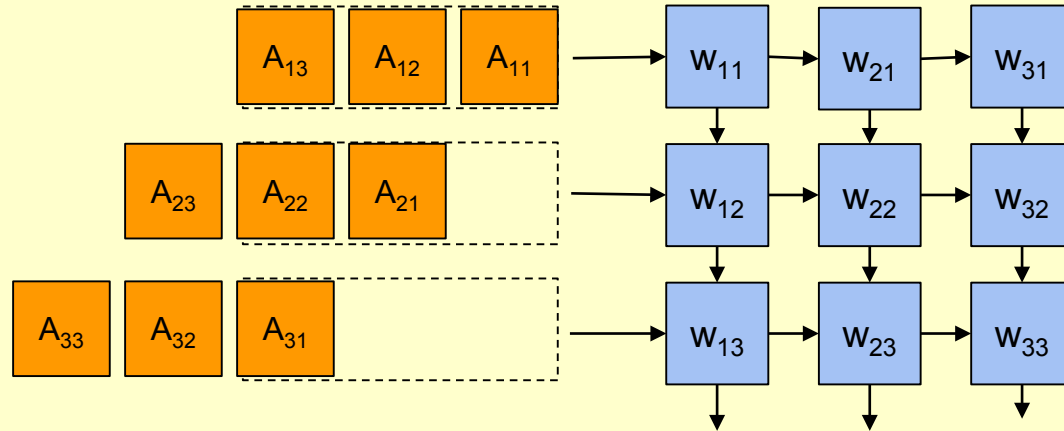 A₁₃ A₁₂ A₁₁ w₁₁ w₂₁ w₃₁
A₂₃ A₂₂ A₂₁ w₁₂ w₂₂ w₃₂
A₃₃ A₃₂ A₃₁ w₁₃ w₂₃ w₃₃